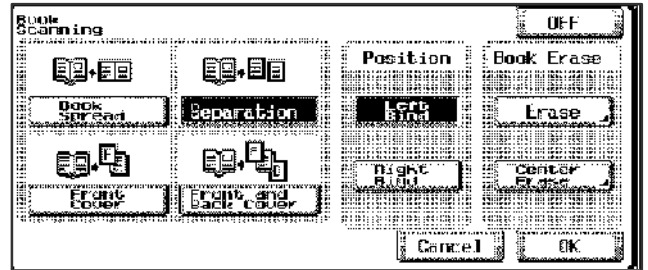 Book
Scanning
OFF
Position
Book Erase
Book
Spread
Separation
Left
Bind
Erase
Front
Cover
Front and
Back Cover
Right
Bind
Center
Erase
Cancel
OK